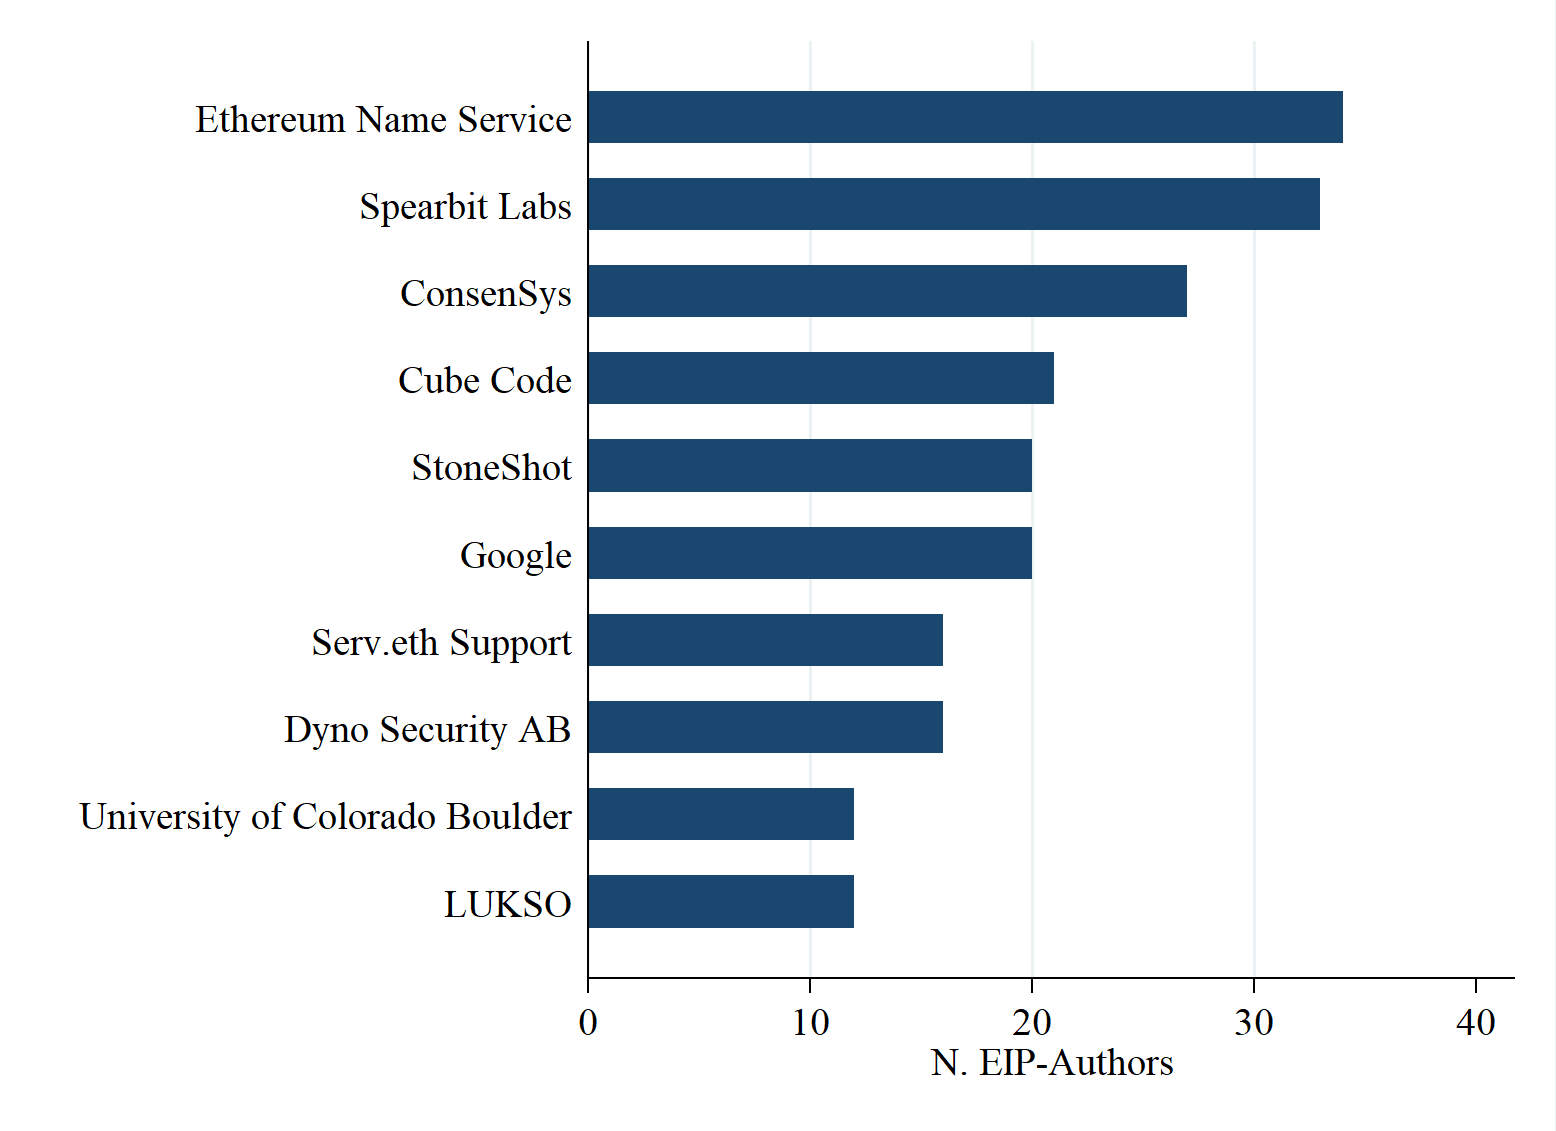 Ethereum Name Service
Spearbit Labs
ConsenSys
Cube Code
StoneShot
Google
Serv.eth Support
Dyno Security AB
University of Colorado Boulder
LUKSO
0 10 20 30 40
N. EIP-Authors